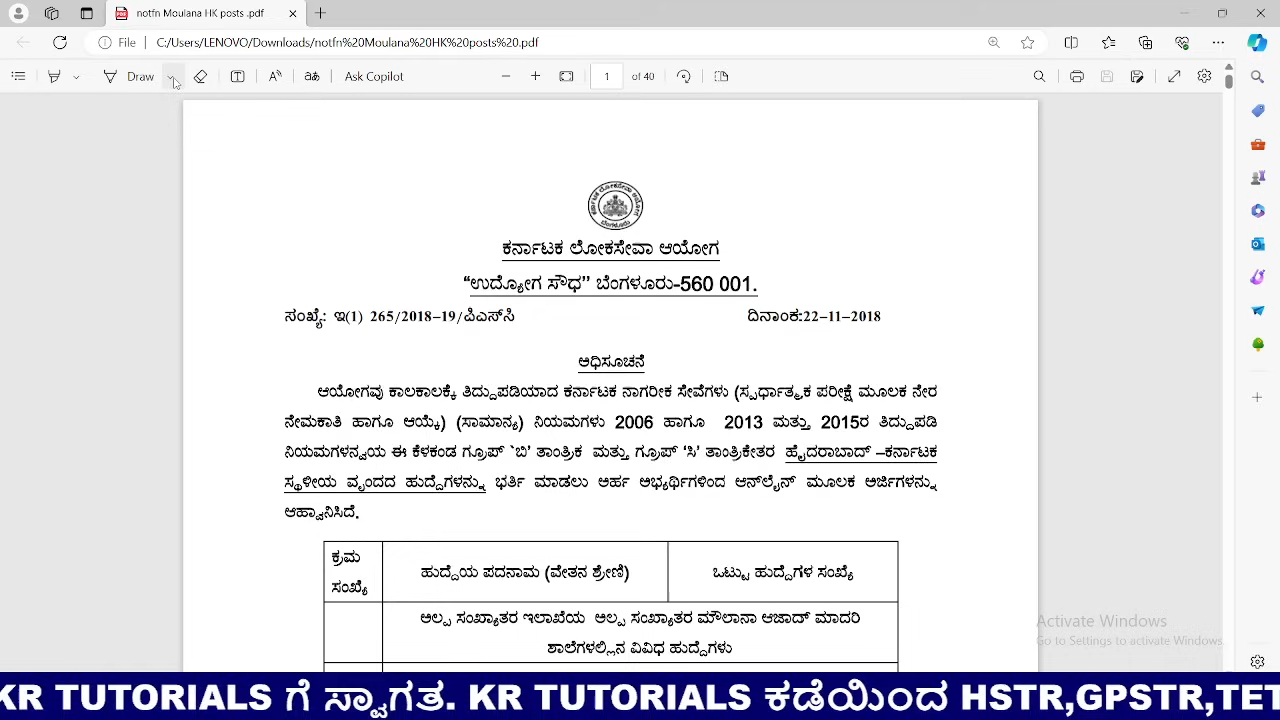 notfn Moulana HK posts .pdf
File C:/Users/LENOVO/Downloads/notfn%20Moulana%20HK%20posts%20.pdf
Draw Ask Copilot 1 of 40
ಕರ್ನಾಟಕ ಲೋಕಸೇವಾ ಆಯೋಗ
“ಉದ್ಯೋಗ ಸೌಧ’’ ಬೆಂಗಳೂರು-560 001.
ಸಂಖ್ಯೆ: ಇ(1) 265/2018-19/ಪಿಎಸ್‌ಸಿ ದಿನಾಂಕ:22-11-2018
ಅಧಿಸೂಚನೆ
ಆಯೋಗವು ಕಾಲಕಾಲಕ್ಕೆ ತಿದ್ದುಪಡಿಯಾದ ಕರ್ನಾಟಕ ನಾಗರೀಕ ಸೇವೆಗಳು (ಸ್ಪರ್ಧಾತ್ಮಕ ಪರೀಕ್ಷೆ ಮೂಲಕ ನೇರ
ನೇಮಕಾತಿ ಹಾಗೂ ಆಯ್ಕೆ) (ಸಾಮಾನ್ಯ) ನಿಯಮಗಳು 2006 ಹಾಗೂ 2013 ಮತ್ತು 2015ರ ತಿದ್ದುಪಡಿ
ನಿಯಮಗಳನ್ವಯ ಈ ಕೆಳಕಂಡ ಗ್ರೂಪ್ `ಬಿ' ತಾಂತ್ರಿಕ ಮತ್ತು ಗ್ರೂಪ್ ‘ಸಿ’ ತಾಂತ್ರಿಕೇತರ ಹೈದರಾಬಾದ್ –ಕರ್ನಾಟಕ
ಸ್ಥಳೀಯ ವೃಂದದ ಹುದ್ದೆಗಳನ್ನು ಭರ್ತಿ ಮಾಡಲು ಅರ್ಹ ಅಭ್ಯರ್ಥಿಗಳಿಂದ ಆನ್‌ಲೈನ್ ಮೂಲಕ ಅರ್ಜಿಗಳನ್ನು
ಆಹ್ವಾನಿಸಿದೆ.
ಕ್ರಮ ಸಂಖ್ಯೆ ಹುದ್ದೆಯ ಪದನಾಮ (ವೇತನ ಶ್ರೇಣಿ) ಒಟ್ಟು ಹುದ್ದೆಗಳ ಸಂಖ್ಯೆ
ಅಲ್ಪ ಸಂಖ್ಯಾತರ ಇಲಾಖೆಯ ಅಲ್ಪ ಸಂಖ್ಯಾತರ ಮೌಲಾನಾ ಆಜಾದ್ ಮಾದರಿ
ಶಾಲೆಗಳಲ್ಲಿನ ವಿವಿಧ ಹುದ್ದೆಗಳು
Activate Windows
Go to Settings to activate Windows.
KR TUTORIALS ಗೆ ಸ್ವಾಗತ. KR TUTORIALS ಕಡೆಯಿಂದ HSTR,GPSTR,TET